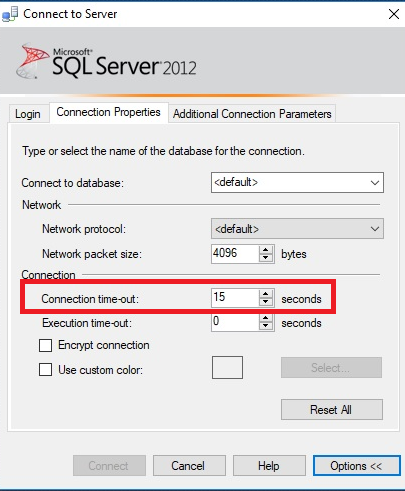 Connect to Server
Microsoft®
SQL Server® 2012
Login Connection Properties Additional Connection Parameters
Type or select the name of the database for the connection.
Connect to database: <default>
Network
Network protocol: <default>
Network packet size: 4096 bytes
Connection
Connection time-out: 15 seconds
Execution time-out: 0 seconds
Encrypt connection
Use custom color: Select...
Reset All
Connect Cancel Help Options <<